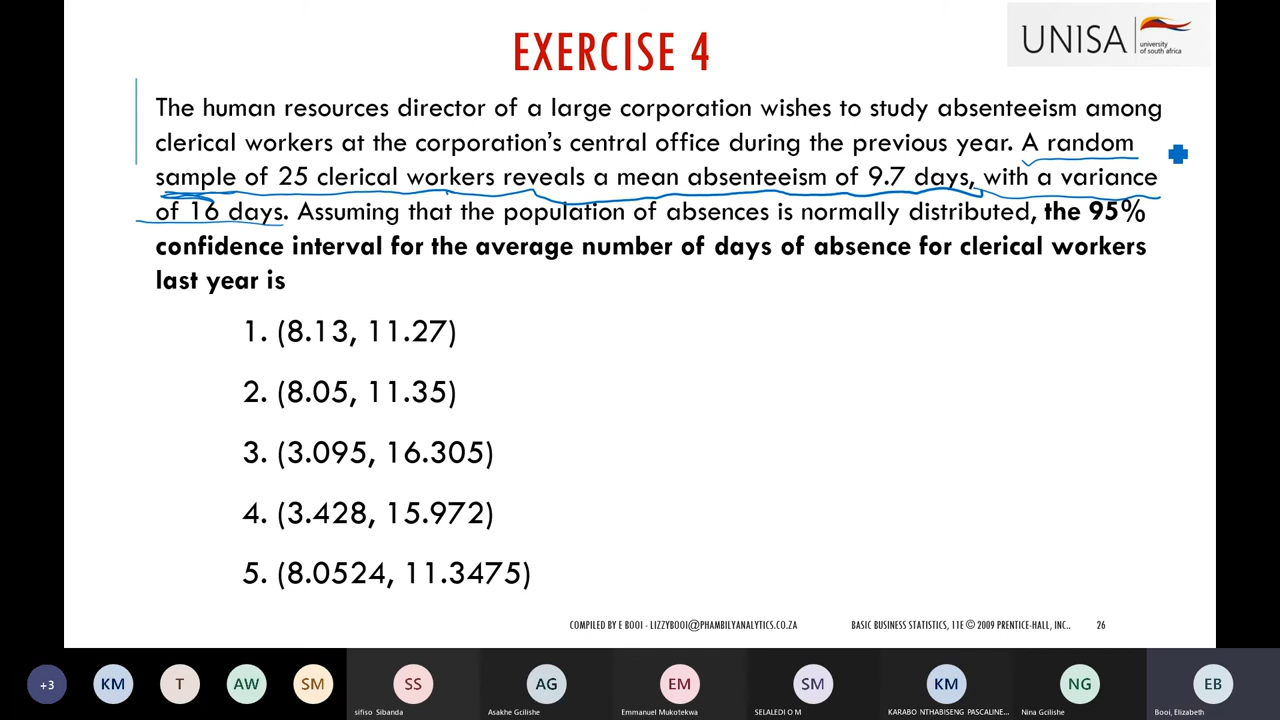 EXERCISE 4
UNISA
university
of south africa
The human resources director of a large corporation wishes to study absenteeism among
clerical workers at the corporation's central office during the previous year. A random
sample of 25 clerical workers reveals a mean absenteeism of 9.7 days, with a variance
of 16 days. Assuming that the population of absences is normally distributed, the 95%
confidence interval for the average number of days of absence for clerical workers
last year is
1. (8.13, 11.27)
2. (8.05, 11.35)
3. (3.095, 16.305)
4. (3.428, 15.972)
5. (8.0524, 11.3475)
COMPILED BY E BOOI - LIZZYBOOI@PHAMBILYANALYTICS.CO.ZA
BASIC BUSINESS STATISTICS, 11E © 2009 PRENTICE-HALL, INC..
26
+3
KM
T
AW
SM
SS
sifiso Sibanda
AG
Asakhe Gcilishe
EM
Emmanuel Mukotekwa
SM
SELALEDI O M
KM
KARABO NTHABISENG PASCALINE...
NG
Nina Gcilishe
EB
Booi, Elizabeth